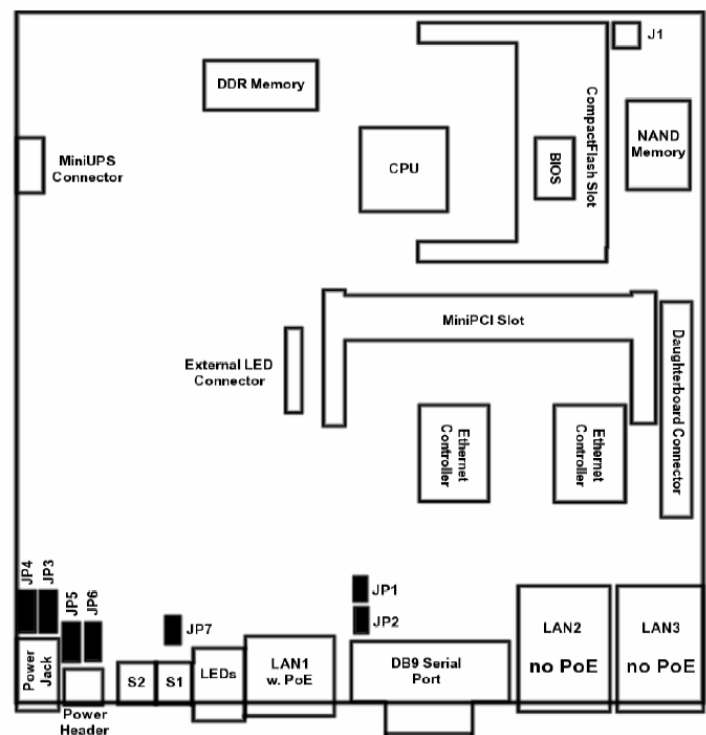 J1
DDR Memory
CompactFlash Slot
NAND
Memory
MiniUPS
Connector
CPU
BIOS
MiniPCI Slot
Daughterboard Connector
External LED
Connector
Ethernet
Controller
Ethernet
Controller
JP4
JP3
JP5
JP6
JP7
JP1
JP2
Power
Jack
Power
Header
S2
S1
LEDs
LAN1
w. PoE
DB9 Serial
Port
LAN2
no PoE
LAN3
no PoE